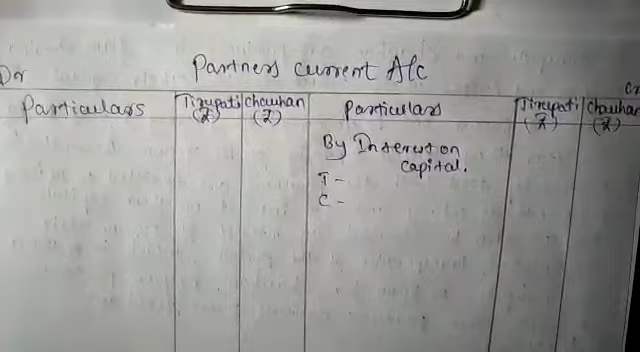 Partners current A/c
Dr
Cr
Particulars Tirupati (₹) Chauhan (₹) Particulars Tirupati (₹) Chauhan (₹)
By Interest on
capital.
T -
C -